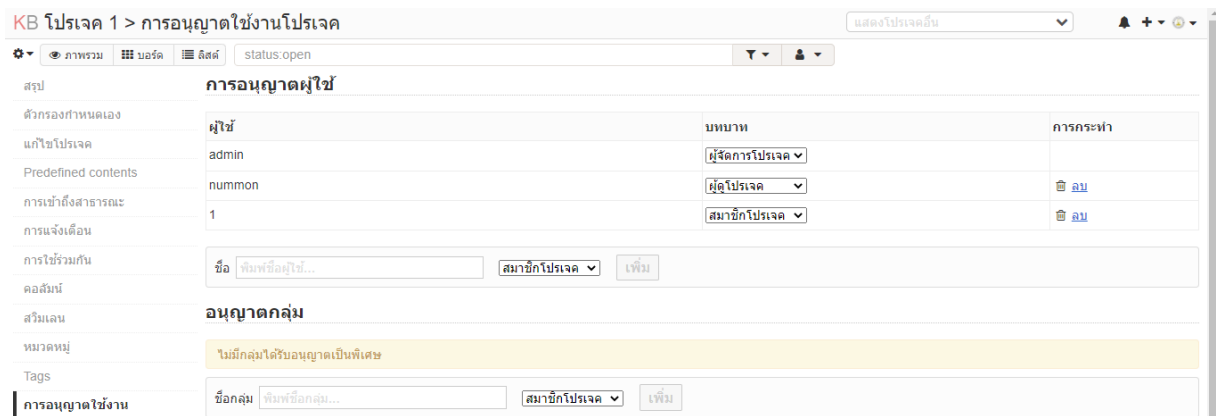 KB โปรเจค 1 > การอนุญาตใช้งานโปรเจค
แสดงโปรเจคอื่น
ภาพรวม บอร์ด ลิสต์ status:open
สรุป
ตัวกรองกำหนดเอง
แก้ไขโปรเจค
Predefined contents
การเข้าถึงสาธารณะ
การแจ้งเตือน
การใช้ร่วมกัน
คอลัมน์
สวิมเลน
หมวดหมู่
Tags
การอนุญาตใช้งาน
การอนุญาตผู้ใช้
ผู้ใช้ บทบาท การกระทำ
admin ผู้จัดการโปรเจค
nummon ผู้ดูโปรเจค ลบ
1 สมาชิกโปรเจค ลบ
ชื่อ พิมพ์ชื่อผู้ใช้... สมาชิกโปรเจค เพิ่ม
อนุญาตกลุ่ม
ไม่มีกลุ่มได้รับอนุญาตเป็นพิเศษ
ชื่อกลุ่ม พิมพ์ชื่อกลุ่ม... สมาชิกโปรเจค เพิ่ม